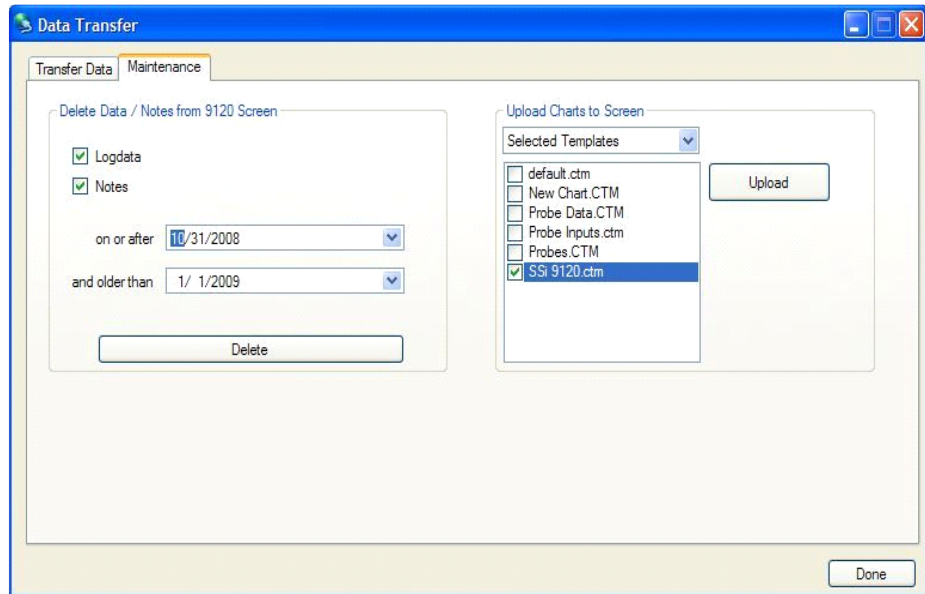 Data Transfer
Transfer Data
Maintenance
Delete Data / Notes from 9120 Screen
Logdata
Notes
on or after 10/31/2008
and older than 1/ 1/2009
Delete
Upload Charts to Screen
Selected Templates
default.ctm
New Chart.CTM
Probe Data.CTM
Probe Inputs.ctm
Probes.CTM
SSi 9120.ctm
Upload
Done